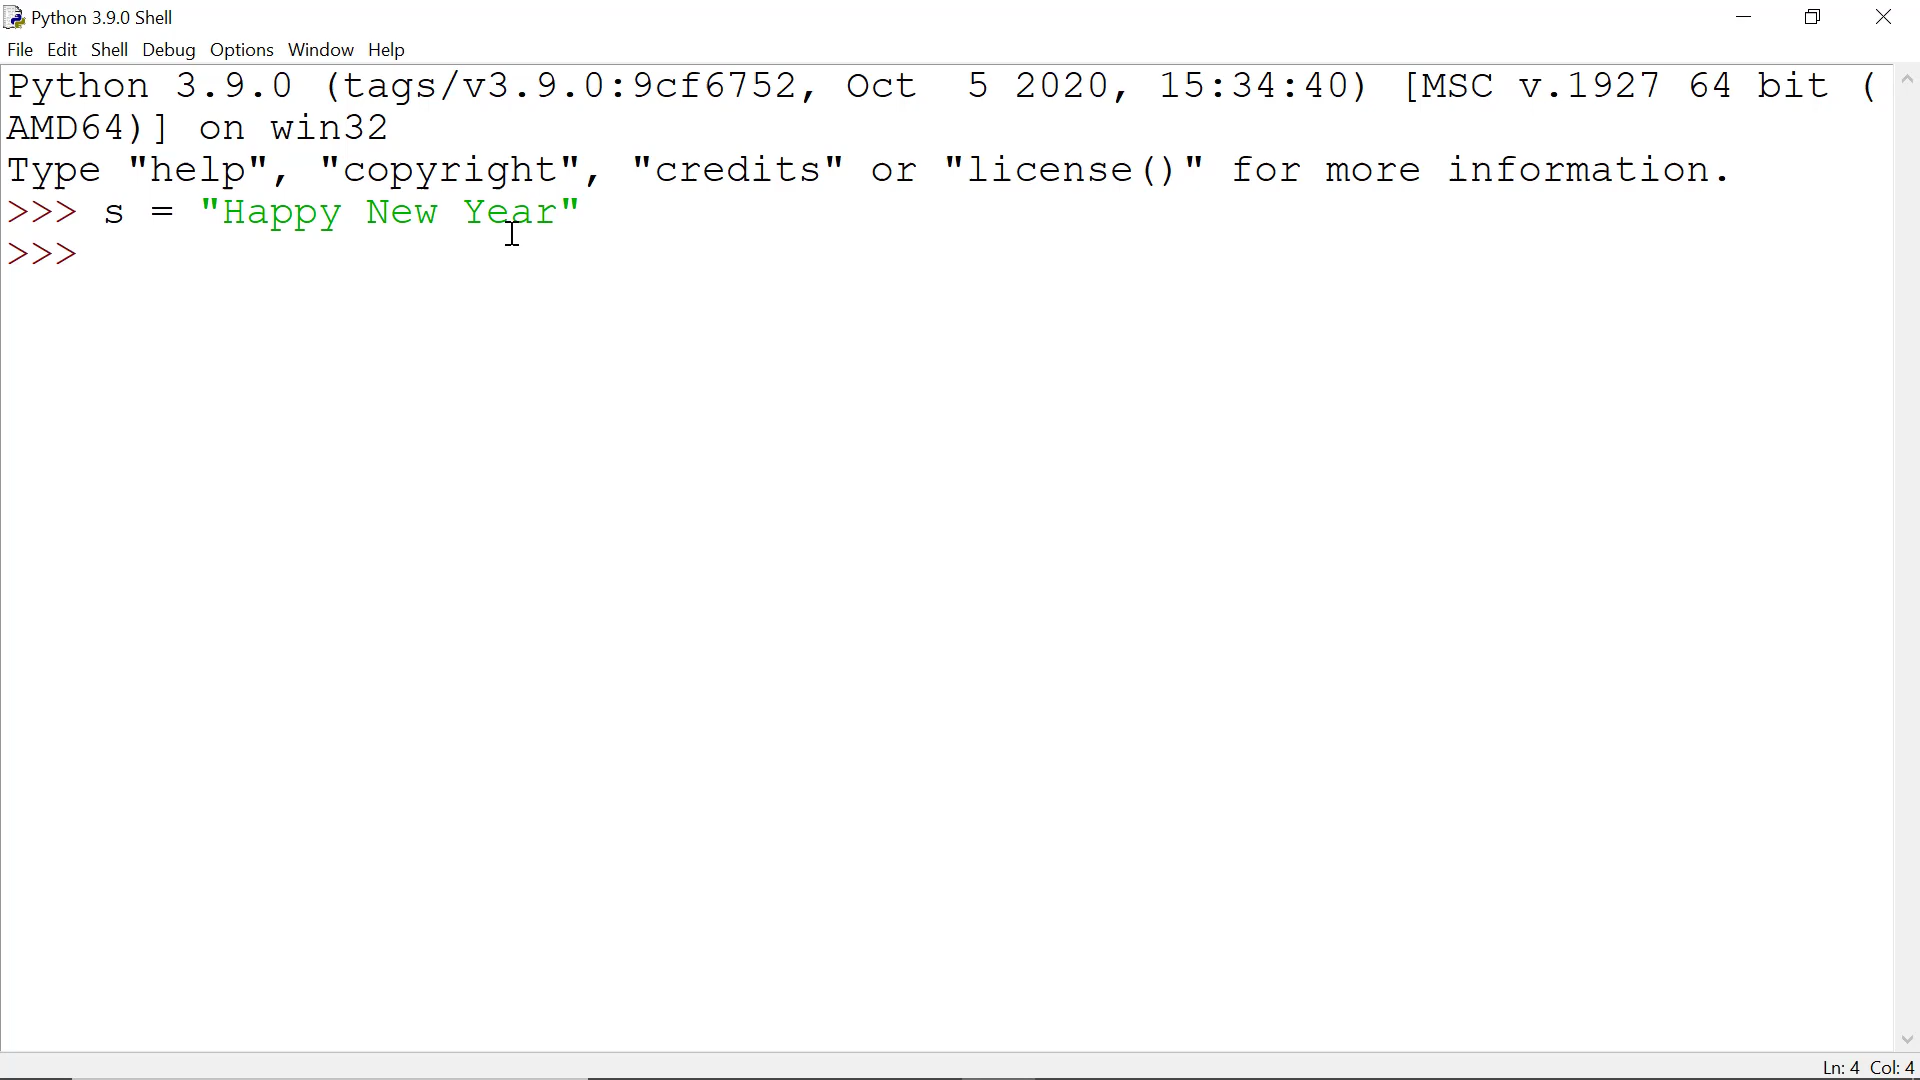 Python 3.9.0 Shell
File Edit Shell Debug Options Window Help
Python 3.9.0 (tags/v3.9.0:9cf6752, Oct  5 2020, 15:34:40) [MSC v.1927 64 bit (
AMD64)] on win32
Type "help", "copyright", "credits" or "license()" for more information.
>>> s = "Happy New Year"
>>>
Ln: 4 Col: 4